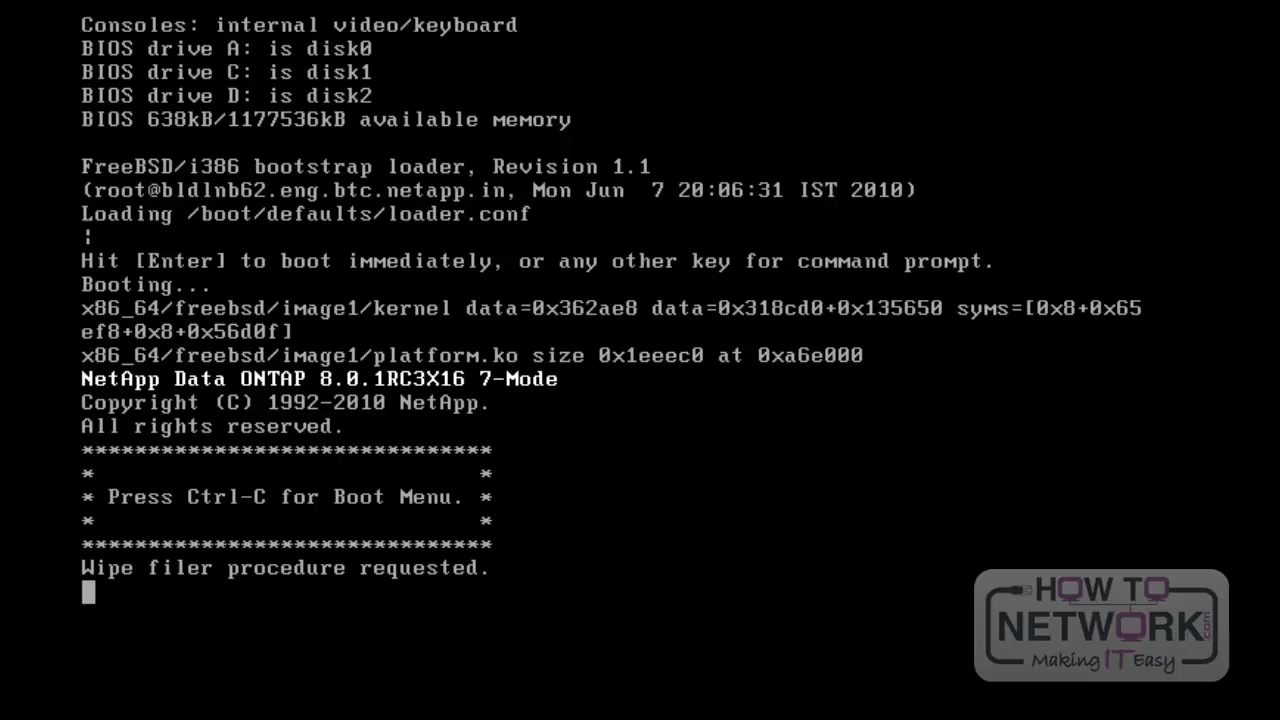 Consoles: internal video/keyboard
BIOS drive A: is disk0
BIOS drive C: is disk1
BIOS drive D: is disk2
BIOS 638kB/1177536kB available memory
FreeBSD/i386 bootstrap loader, Revision 1.1
(root@bldlnb62.eng.btc.netapp.in, Mon Jun  7 20:06:31 IST 2010)
Loading /boot/defaults/loader.conf
¦
Hit [Enter] to boot immediately, or any other key for command prompt.
Booting...
x86_64/freebsd/image1/kernel data=0x362ae8 data=0x318cd0+0x135650 syms=[0x8+0x65
ef8+0x8+0x56d0f]
x86_64/freebsd/image1/platform.ko size 0x1eeec0 at 0xa6e000
NetApp Data ONTAP 8.0.1RC3X16 7-Mode
Copyright (C) 1992-2010 NetApp.
All rights reserved.
*******************************
*                             *
* Press Ctrl-C for Boot Menu. *
*                             *
*******************************
Wipe filer procedure requested.
HOW TO
NETWORK.com
Making IT Easy